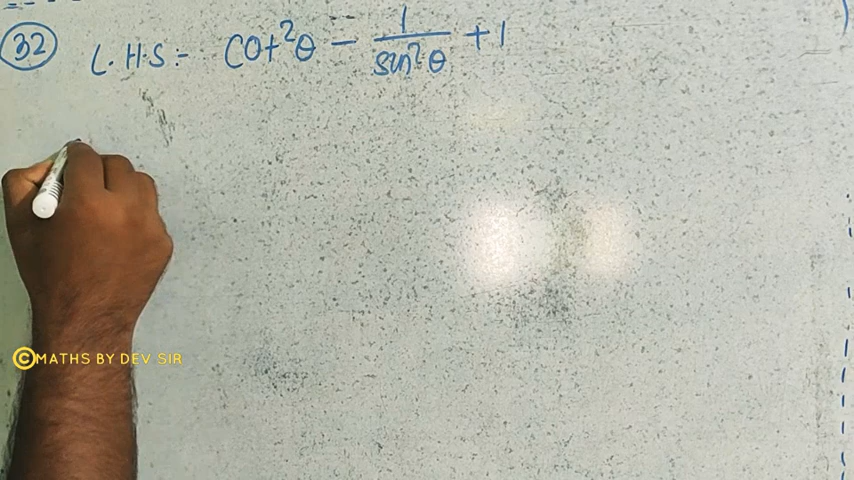 32 L.H.S:- Cot²θ - 1/sin²θ + 1
©MATHS BY DEV SIR